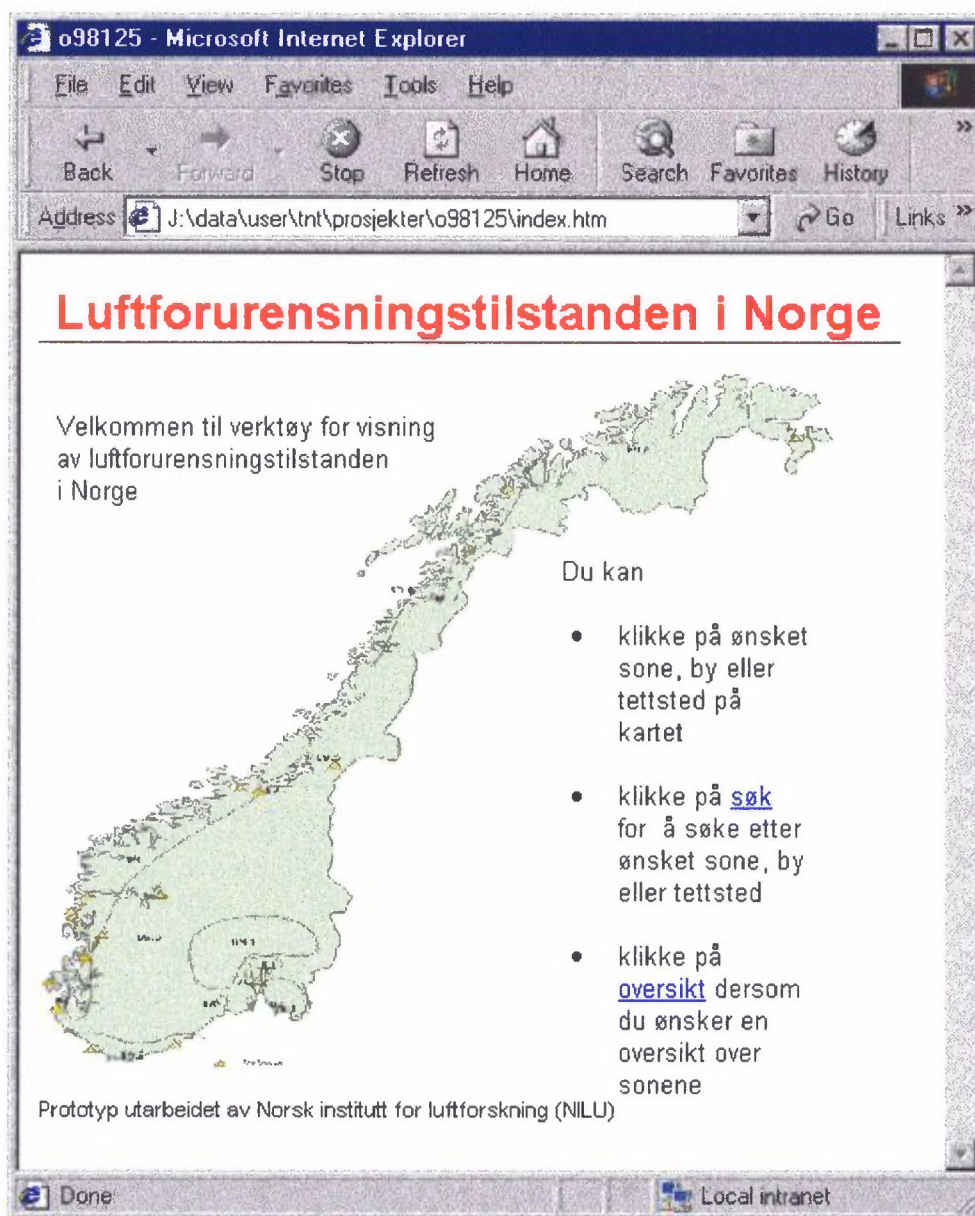 o98125 - Microsoft Internet Explorer
File Edit View Favorites Tools Help
Back Forward Stop Refresh Home Search Favorites History »
Address J:\data\user\tnt\prosjekter\o98125\index.htm Go Links »
Luftforurensningstilstanden i Norge
Velkommen til verktøy for visning
av luftforurensningstilstanden
i Norge
Du kan
• klikke på ønsket
sone, by eller
tettsted på
kartet
• klikke på søk
for å søke etter
ønsket sone, by
eller tettsted
• klikke på
oversikt dersom
du ønsker en
oversikt over
sonene
Prototyp utarbeidet av Norsk institutt for luftforskning (NILU)
Done Local intranet